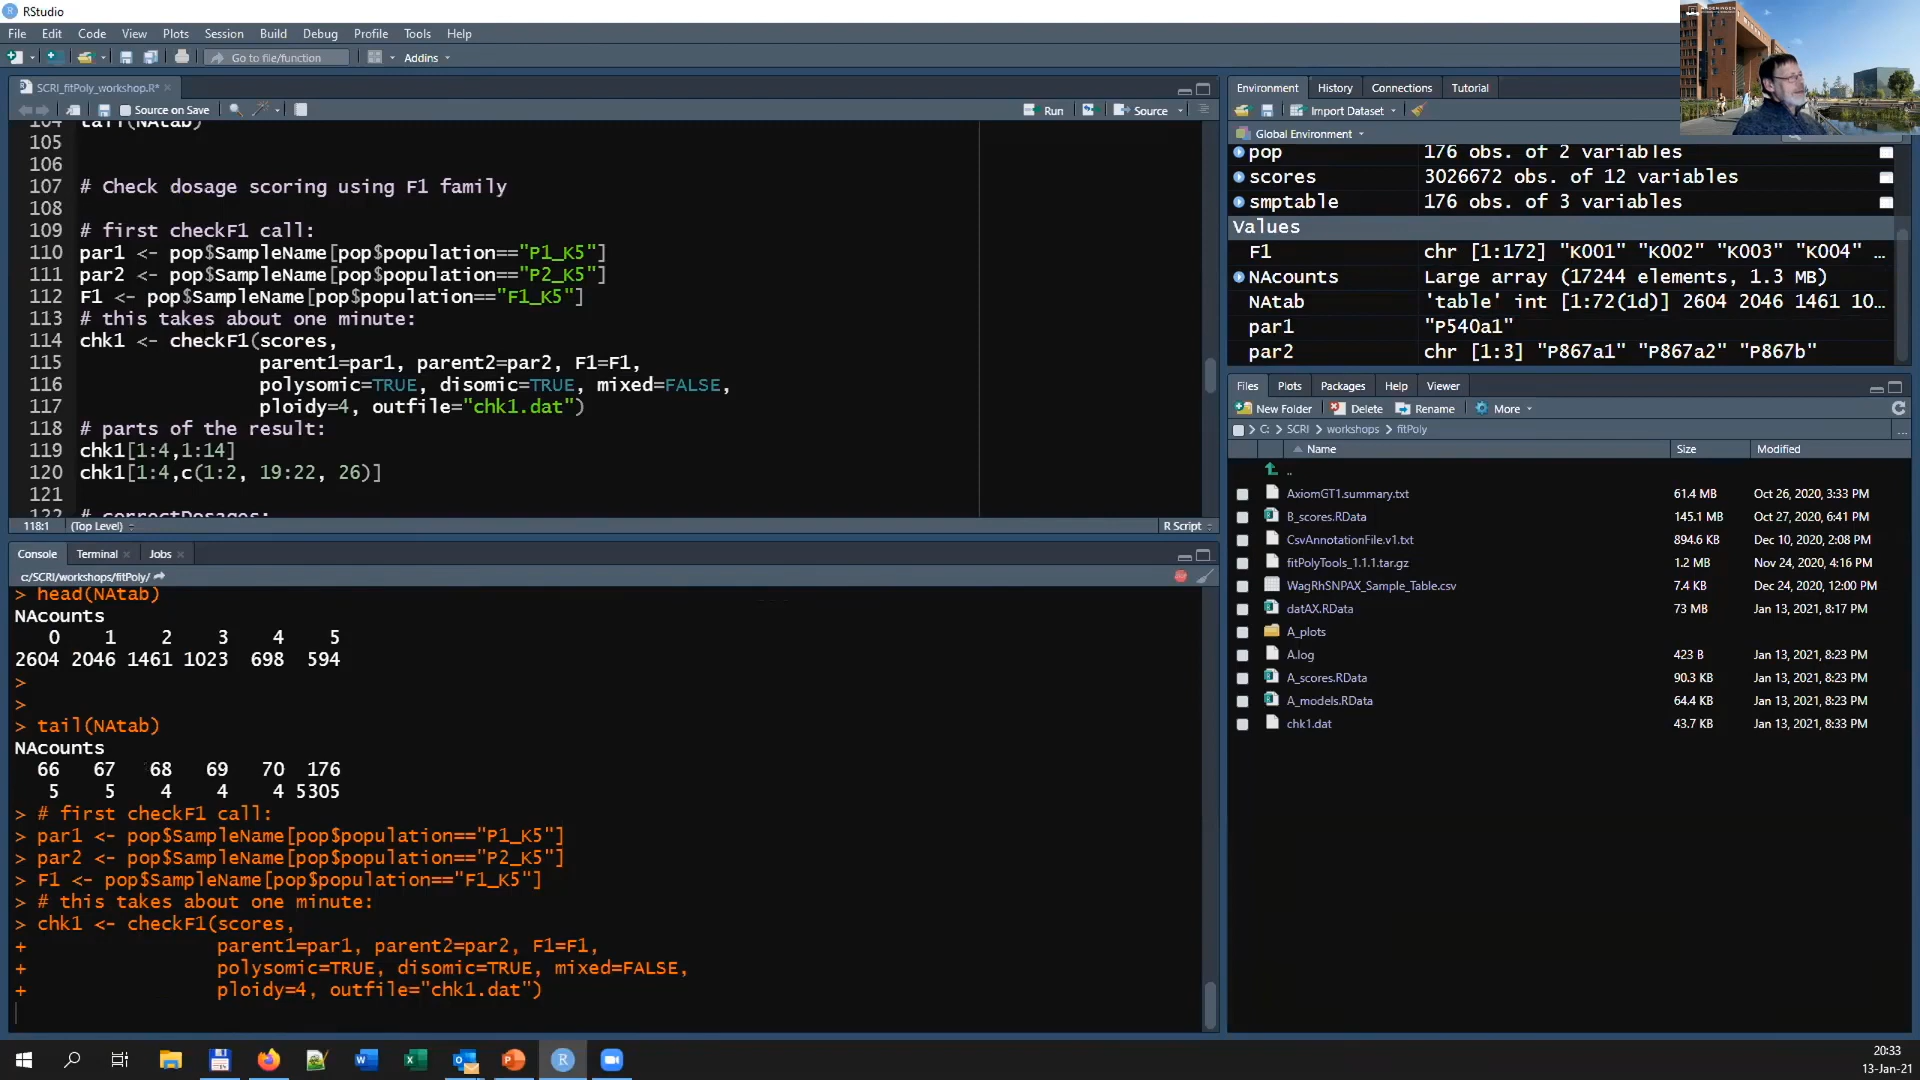 RStudio
File Edit Code View Plots Session Build Debug Profile Tools Help
Go to file/function Addins
SCRI_fitPoly_workshop.R* ×
Source on Save Run Source
104 tail(NAtab)
105
106
107 # Check dosage scoring using F1 family
108
109 # first checkF1 call:
110 par1 <- pop$SampleName[pop$population=="P1_K5"]
111 par2 <- pop$SampleName[pop$population=="P2_K5"]
112 F1 <- pop$SampleName[pop$population=="F1_K5"]
113 # this takes about one minute:
114 chk1 <- checkF1(scores,
115 parent1=par1, parent2=par2, F1=F1,
116 polysomic=TRUE, disomic=TRUE, mixed=FALSE,
117 ploidy=4, outfile="chk1.dat")
118 # parts of the result:
119 chk1[1:4,1:14]
120 chk1[1:4,c(1:2, 19:22, 26)]
121
122 # correctDosages:
118:1 (Top Level) R Script
Console Terminal × Jobs ×
c:/SCRI/workshops/fitPoly/
> head(NAtab)
NAcounts
0 1 2 3 4 5
2604 2046 1461 1023 698 594
>
>
> tail(NAtab)
NAcounts
66 67 68 69 70 176
5 5 4 4 4 5305
> # first checkF1 call:
> par1 <- pop$SampleName[pop$population=="P1_K5"]
> par2 <- pop$SampleName[pop$population=="P2_K5"]
> F1 <- pop$SampleName[pop$population=="F1_K5"]
> # this takes about one minute:
> chk1 <- checkF1(scores,
+ parent1=par1, parent2=par2, F1=F1,
+ polysomic=TRUE, disomic=TRUE, mixed=FALSE,
+ ploidy=4, outfile="chk1.dat")
Environment History Connections Tutorial
Import Dataset
Global Environment
pop 176 obs. of 2 variables
scores 3026672 obs. of 12 variables
smptable 176 obs. of 3 variables
Values
F1 chr [1:172] "K001" "K002" "K003" "K004" ...
NAcounts Large array (17244 elements, 1.3 MB)
NAtab 'table' int [1:72(1d)] 2604 2046 1461 10...
par1 "P540a1"
par2 chr [1:3] "P867a1" "P867a2" "P867b"
Files Plots Packages Help Viewer
New Folder Delete Rename More
C: > SCRI > workshops > fitPoly ...
Name Size Modified
..
AxiomGT1.summary.txt 61.4 MB Oct 26, 2020, 3:33 PM
B_scores.RData 145.1 MB Oct 27, 2020, 6:41 PM
CsvAnnotationFile.v1.txt 894.6 KB Dec 10, 2020, 2:08 PM
fitPolyTools_1.1.1.tar.gz 1.2 MB Nov 24, 2020, 4:16 PM
WagRhSNPAX_Sample_Table.csv 7.4 KB Dec 24, 2020, 12:00 PM
datAX.RData 73 MB Jan 13, 2021, 8:17 PM
A_plots
A.log 423 B Jan 13, 2021, 8:23 PM
A_scores.RData 90.3 KB Jan 13, 2021, 8:23 PM
A_models.RData 64.4 KB Jan 13, 2021, 8:23 PM
chk1.dat 43.7 KB Jan 13, 2021, 8:33 PM
20:33
13-Jan-21